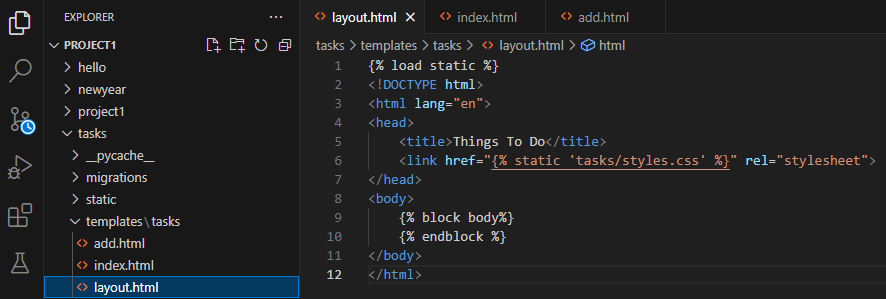 EXPLORER
PROJECT1
hello
newyear
project1
tasks
__pycache__
migrations
static
templates\tasks
add.html
index.html
layout.html
layout.html
index.html
add.html
tasks > templates > tasks > layout.html > html
1 {% load static %}
2 <!DOCTYPE html>
3 <html lang="en">
4 <head>
5 <title>Things To Do</title>
6 <link href="{% static 'tasks/styles.css' %}" rel="stylesheet">
7 </head>
8 <body>
9 {% block body%}
10 {% endblock %}
11 </body>
12 </html>